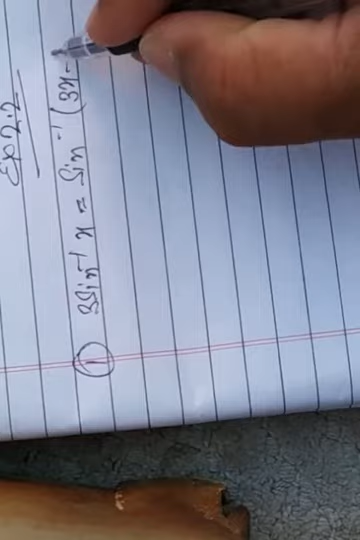 Ex 2.2
① 3Sin⁻¹ x = Sin⁻¹ (3x-